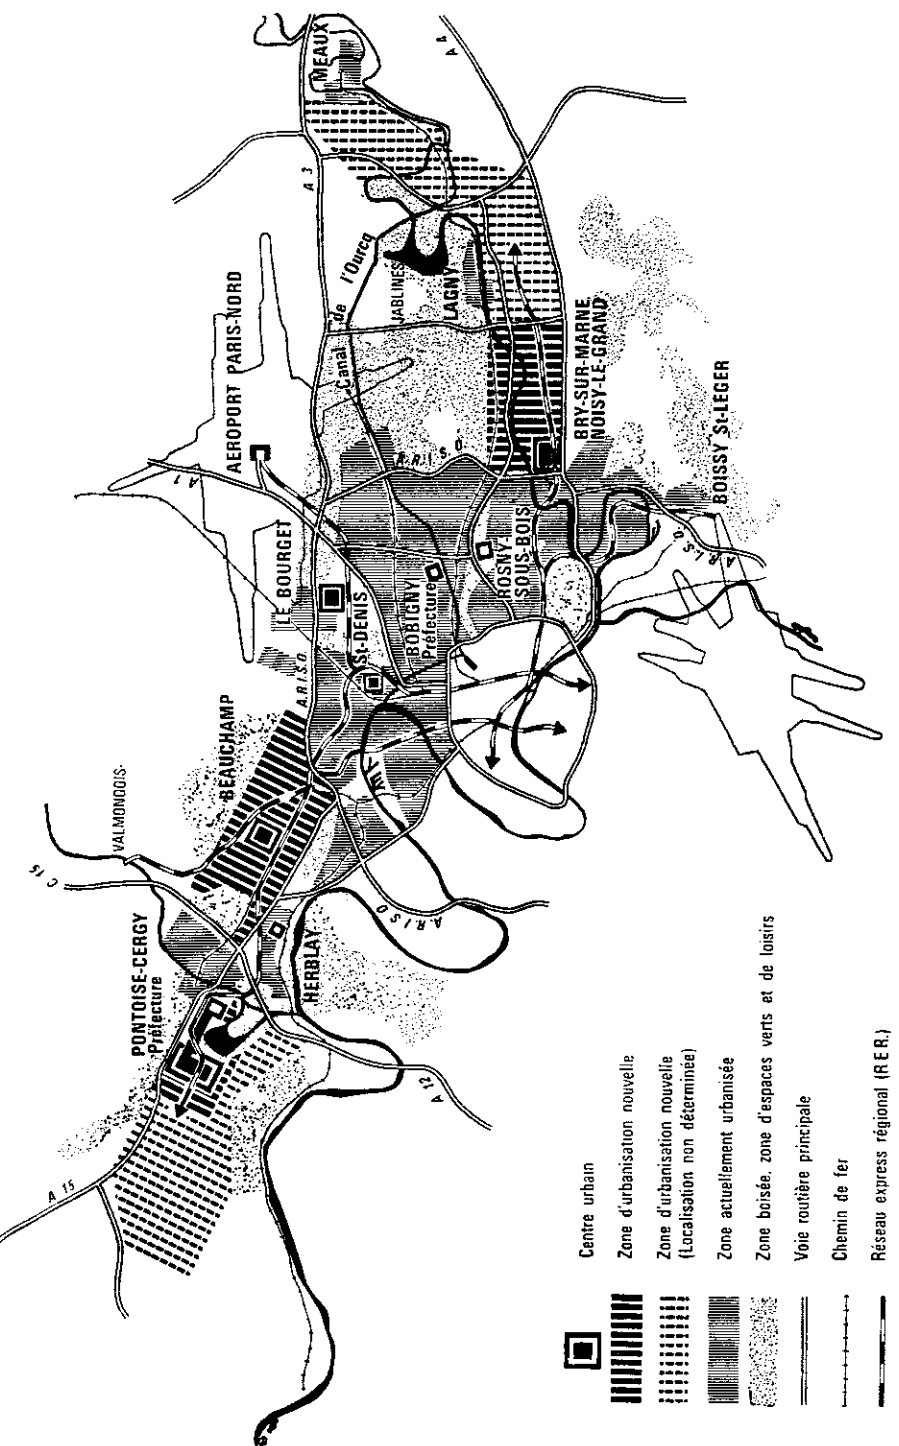 MEAUX
A 4
A 3
Canal de l'Ourcq
JABLINES
LAGNY
AEROPORT PARIS-NORD
A 1
BRY-SUR-MARNE
NOISY-LE-GRAND
A.R.I.S.O.
BOISSY St-LEGER
A.R.I.S.O.
LE BOURGET
ROSNY-
SOUS-BOIS
BOBIGNY
Préfecture
St-DENIS
A.R.I.S.O.
BEAUCHAMP
VALMONDOIS
C 15
A.R.I.S.O
HERBLAY
PONTOISE-CERGY
Préfecture
A 12
A 15
Centre urbain
Zone d'urbanisation nouvelle
Zone d'urbanisation nouvelle
(Localisation non déterminée)
Zone actuellement urbanisée
Zone boisée, zone d'espaces verts et de loisirs
Voie routière principale
Chemin de fer
Réseau express régional (R.E.R.)